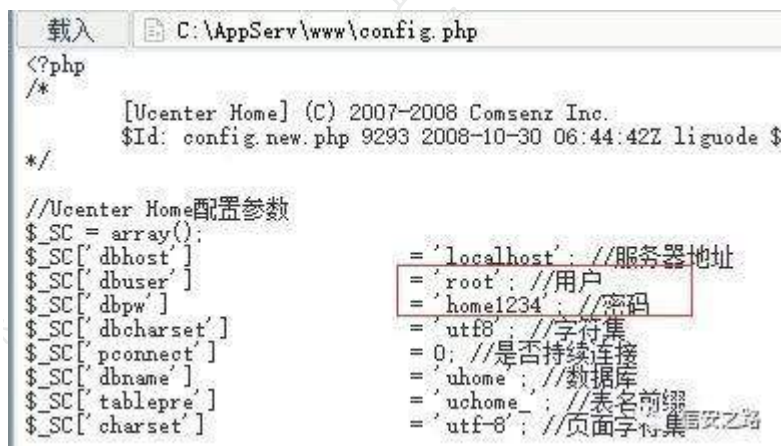 载入 C:\AppServ\www\config.php
<?php
/*
[Ucenter Home] (C) 2007-2008 Comsenz Inc.
$Id: config.new.php 9293 2008-10-30 06:44:42Z liguode $
*/
//Ucenter Home配置参数
$_SC = array();
$_SC['dbhost'] = 'localhost'; //服务器地址
$_SC['dbuser'] = 'root'; //用户
$_SC['dbpw'] = 'home1234'; //密码
$_SC['dbcharset'] = 'utf8'; //字符集
$_SC['pconnect'] = 0; //是否持续连接
$_SC['dbname'] = 'uhome'; //数据库
$_SC['tablepre'] = 'uchome_'; //表名前缀
$_SC['charset'] = 'utf-8'; //页面字符集
信安之路